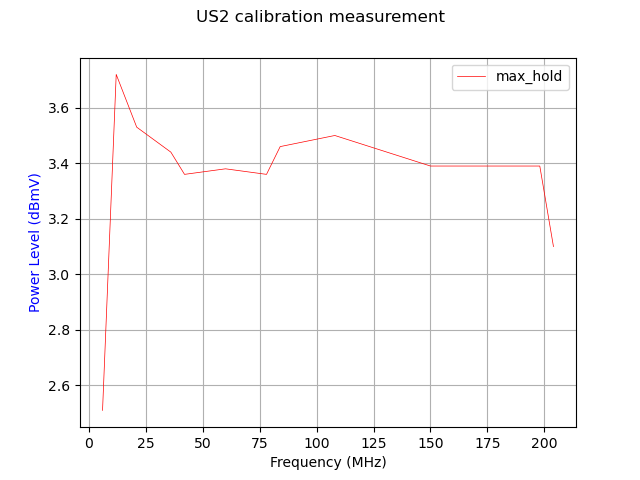 US2 calibration measurement
max_hold
3.6
3.4
3.2
3.0
2.8
2.6
Power Level (dBmV)
0 25 50 75 100 125 150 175 200
Frequency (MHz)